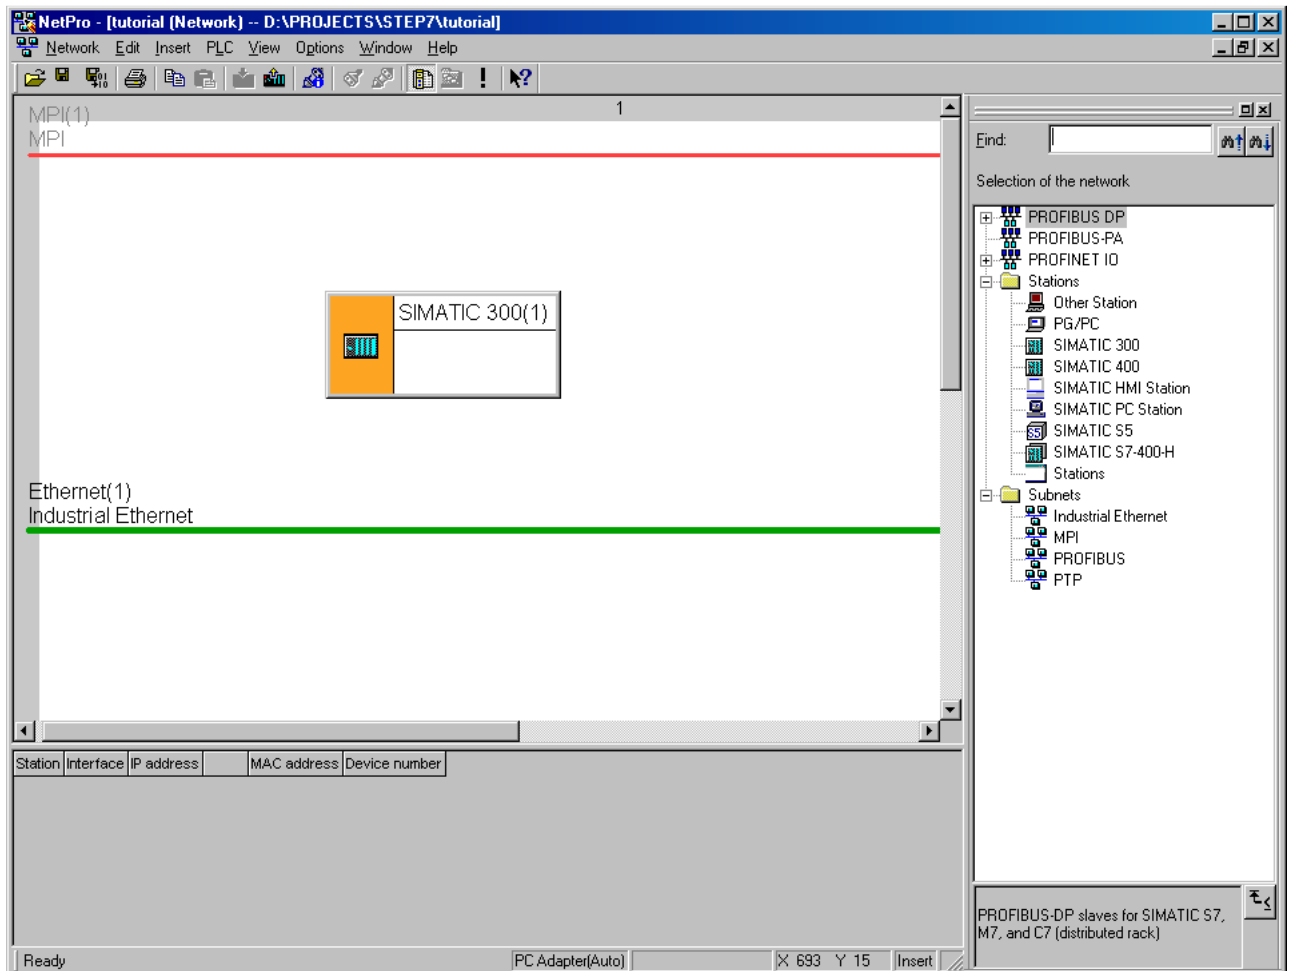 NetPro - [tutorial (Network) -- D:\PROJECTS\STEP7\tutorial]
Network Edit Insert PLC View Options Window Help
1
MPI(1)
MPI
SIMATIC 300(1)
Ethernet(1)
Industrial Ethernet
Station Interface IP address MAC address Device number
Find:
Selection of the network
PROFIBUS DP
PROFIBUS-PA
PROFINET IO
Stations
Other Station
PG/PC
SIMATIC 300
SIMATIC 400
SIMATIC HMI Station
SIMATIC PC Station
SIMATIC S5
SIMATIC S7-400-H
Stations
Subnets
Industrial Ethernet
MPI
PROFIBUS
PTP
PROFIBUS-DP slaves for SIMATIC S7,
M7, and C7 (distributed rack)
Ready PC Adapter(Auto) X 693 Y 15 Insert